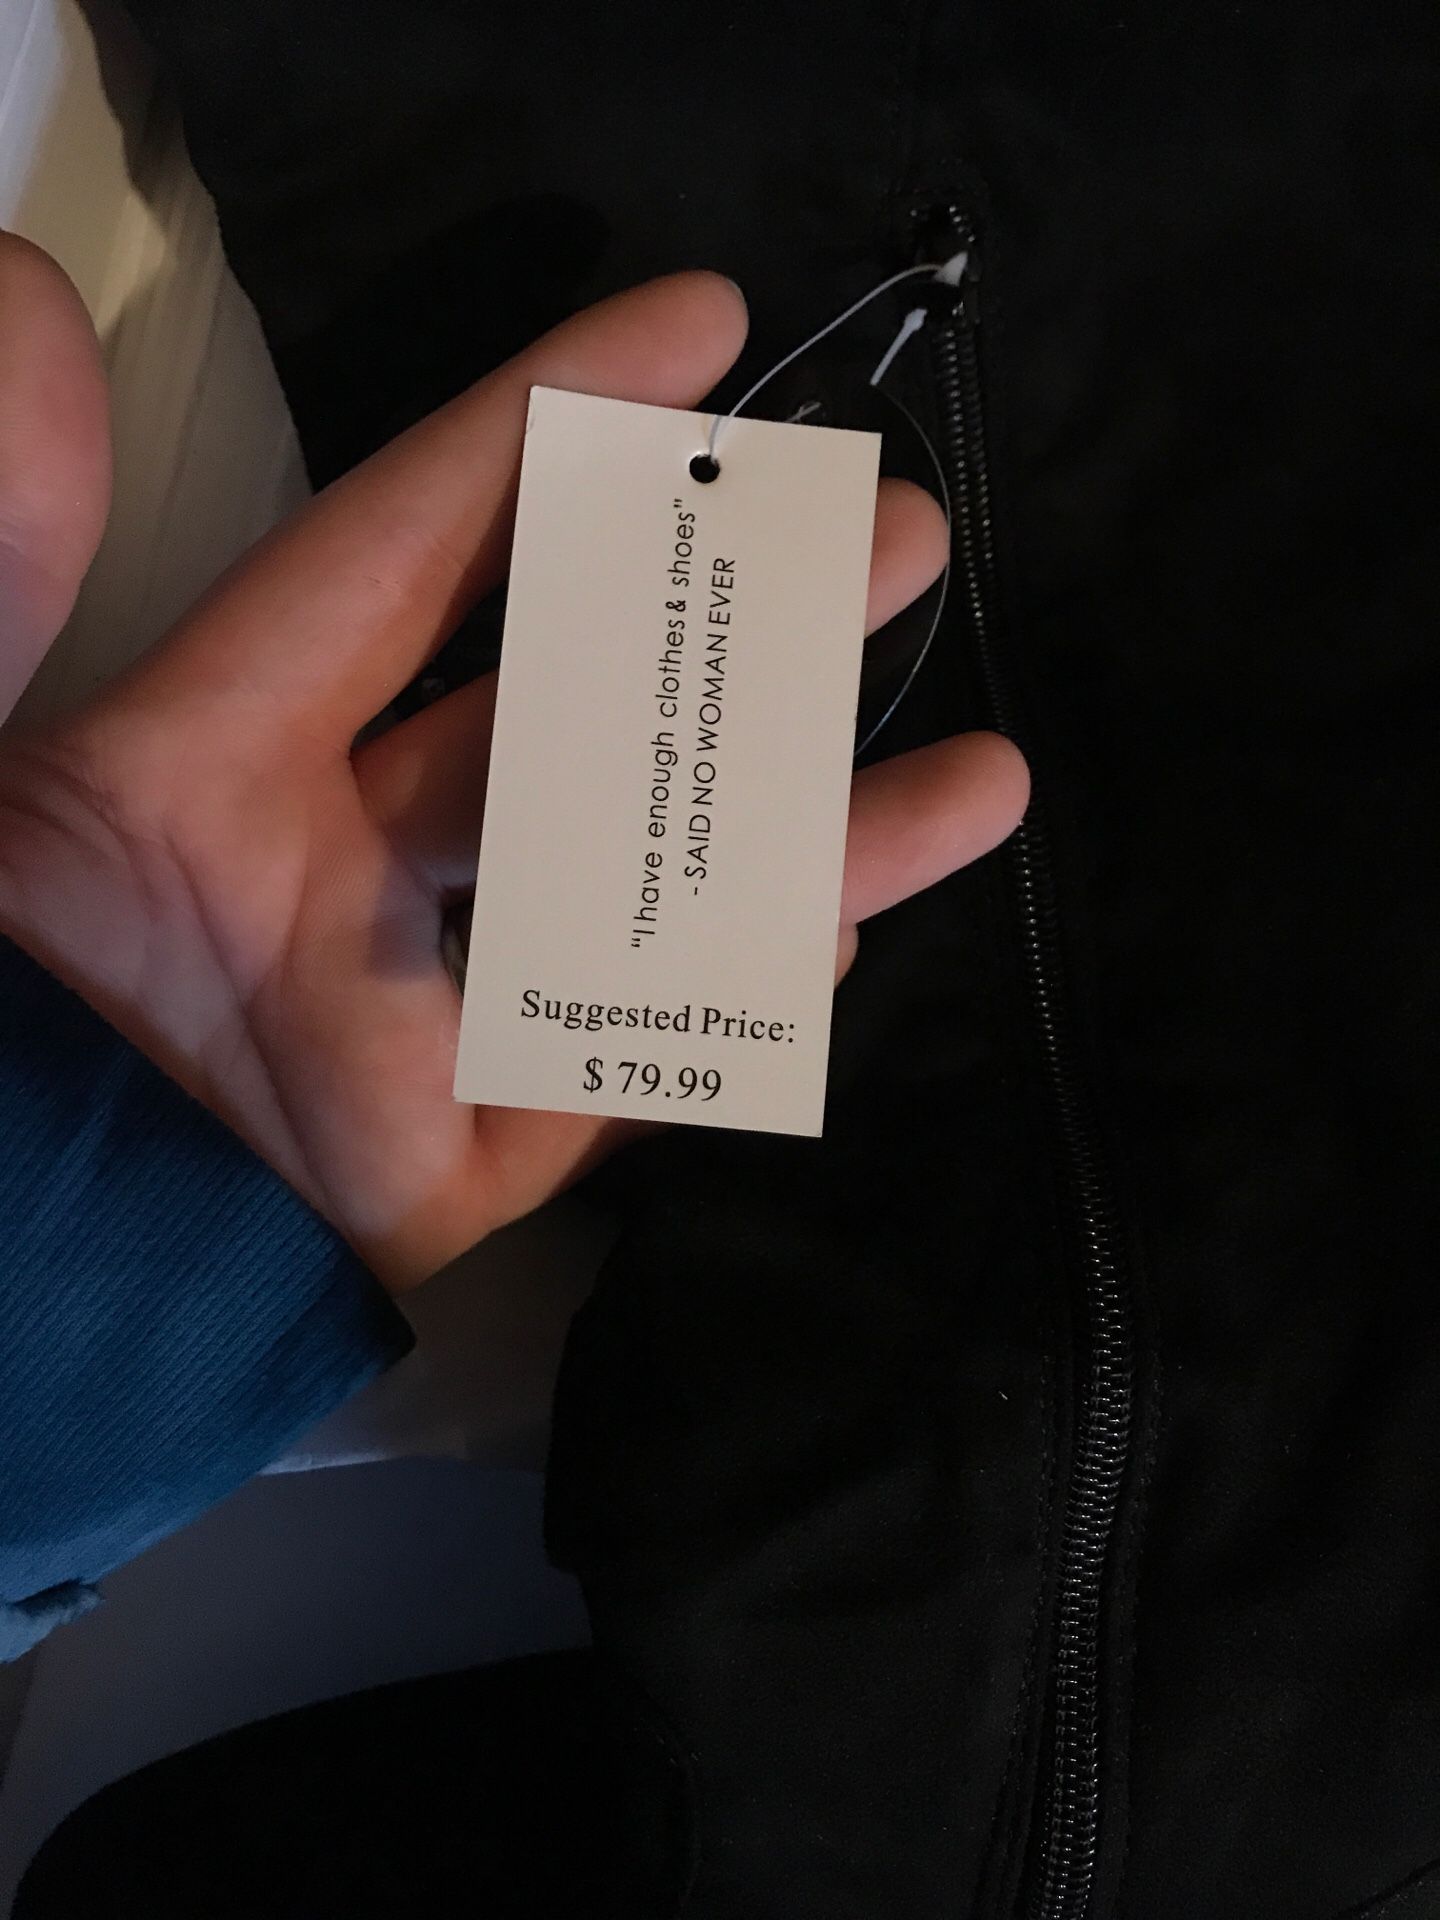 "I have enough clothes & shoes"
- SAID NO WOMAN EVER
Suggested Price:
$ 79.99